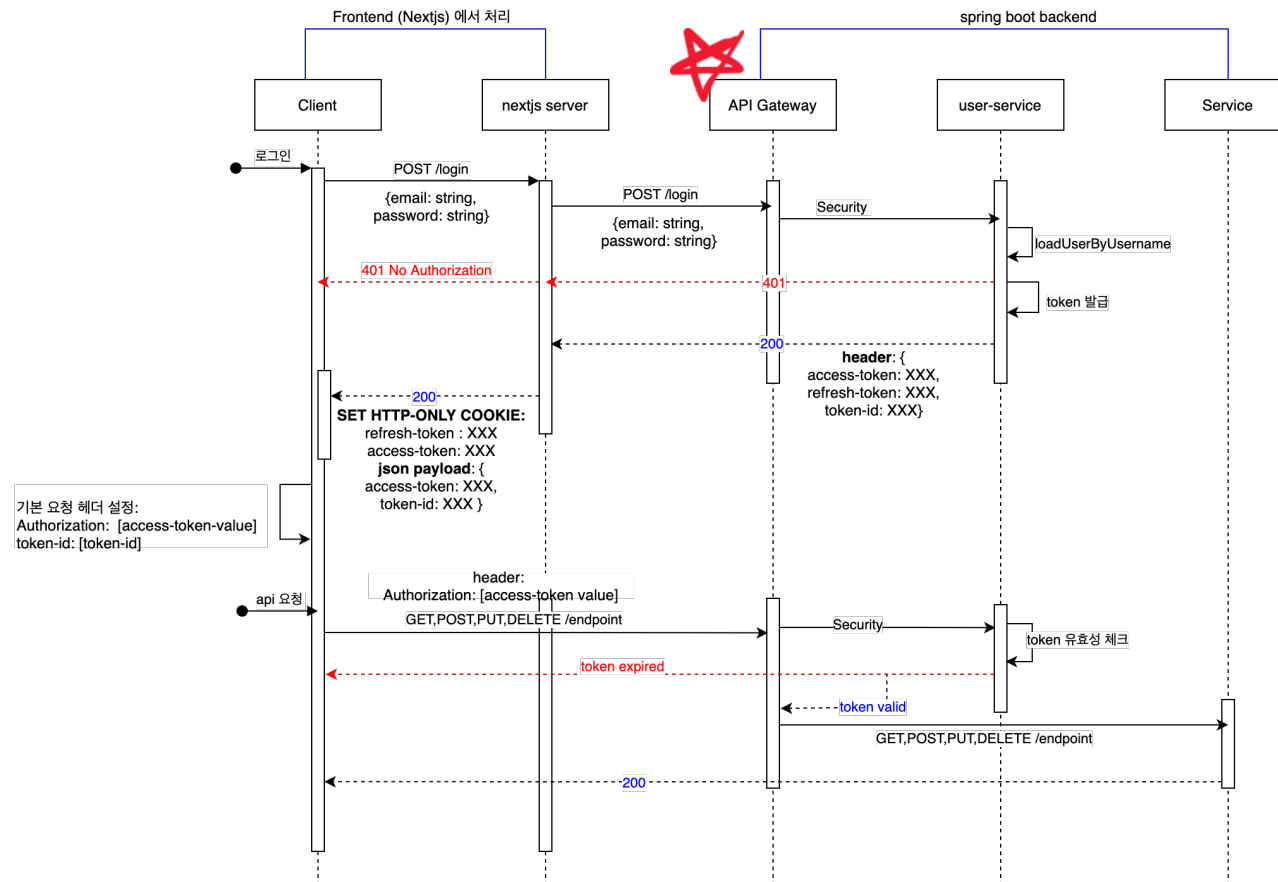 Frontend (Nextjs) 에서 처리
spring boot backend
Client
nextjs server
API Gateway
user-service
Service
로그인
POST /login
{email: string,
password: string}
POST /login
{email: string,
password: string}
Security
loadUserByUsername
401 No Authorization
401
token 발급
200
header: {
access-token: XXX,
refresh-token: XXX,
token-id: XXX}
200
SET HTTP-ONLY COOKIE:
refresh-token : XXX
access-token: XXX
json payload: {
access-token: XXX,
token-id: XXX }
기본 요청 헤더 설정:
Authorization:  [access-token-value]
token-id: [token-id]
header:
Authorization: [access-token value]
api 요청
GET,POST,PUT,DELETE /endpoint
Security
token 유효성 체크
token expired
token valid
GET,POST,PUT,DELETE /endpoint
200